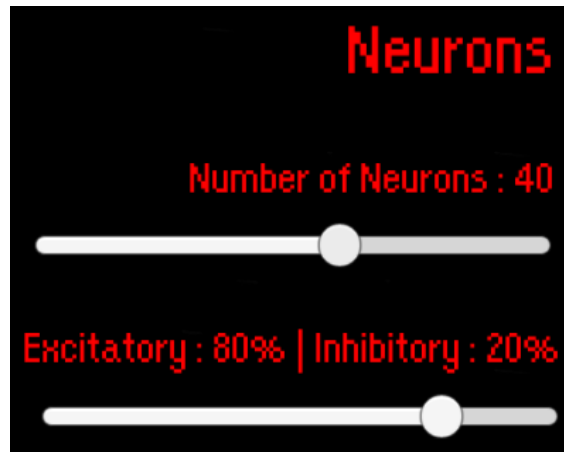 Neurons
Number of Neurons : 40
Excitatory : 80% | Inhibitory : 20%